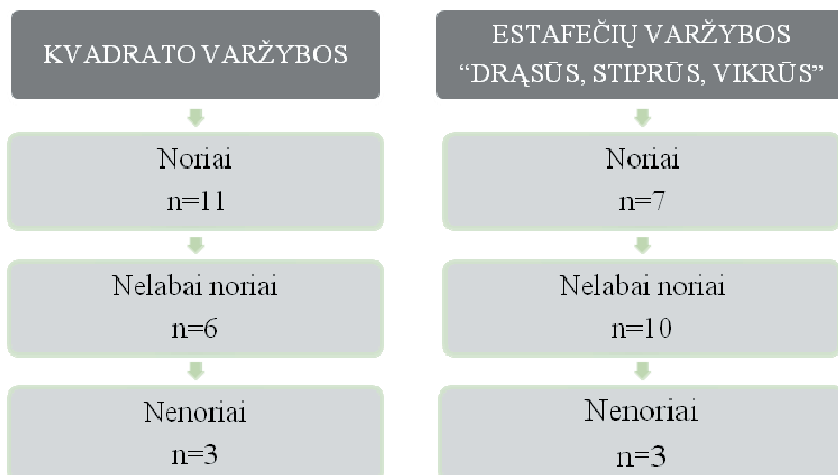 KVADRATO VARŽYBOS
Noriai
n=11
Nelabai noriai
n=6
Nenoriai
n=3
ESTAFEČIŲ VARŽYBOS
“DRĄSŪS, STIPRŪS, VIKRŪS”
Noriai
n=7
Nelabai noriai
n=10
Nenoriai
n=3